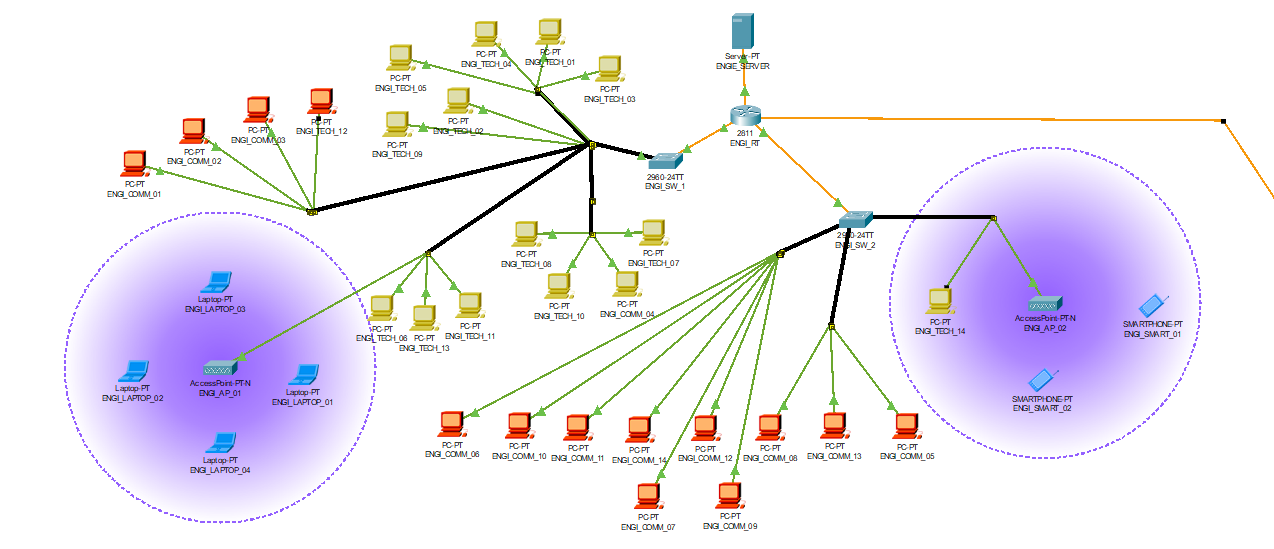 PC-PT
ENGI_TECH_05
PC-PT
ENGI_TECH_04
PC-PT
ENGI_TECH_01
PC-PT
ENGI_TECH_03
Server-PT
ENGIE_SERVER
PC-PT
ENGI_COMM_01
PC-PT
ENGI_COMM_02
PC-PT
ENGI_COMM_03
PC-PT
ENGI_TECH_12
PC-PT
ENGI_TECH_02
PC-PT
ENGI_TECH_09
2811
ENGI_RT
2960-24TT
ENGI_SW_1
2960-24TT
ENGI_SW_2
PC-PT
ENGI_TECH_08
PC-PT
ENGI_TECH_07
PC-PT
ENGI_TECH_10
PC-PT
ENGI_COMM_04
Laptop-PT
ENGI_LAPTOP_03
Laptop-PT
ENGI_LAPTOP_02
AccessPoint-PT-N
ENGI_AP_01
Laptop-PT
ENGI_LAPTOP_01
Laptop-PT
ENGI_LAPTOP_04
PC-PT
ENGI_TECH_06
PC-PT
ENGI_TECH_13
PC-PT
ENGI_TECH_11
PC-PT
ENGI_TECH_14
AccessPoint-PT-N
ENGI_AP_02
SMARTPHONE-PT
ENGI_SMART_01
SMARTPHONE-PT
ENGI_SMART_02
PC-PT
ENGI_COMM_06
PC-PT
ENGI_COMM_10
PC-PT
ENGI_COMM_11
PC-PT
ENGI_COMM_14
PC-PT
ENGI_COMM_12
PC-PT
ENGI_COMM_08
PC-PT
ENGI_COMM_13
PC-PT
ENGI_COMM_05
PC-PT
ENGI_COMM_07
PC-PT
ENGI_COMM_09